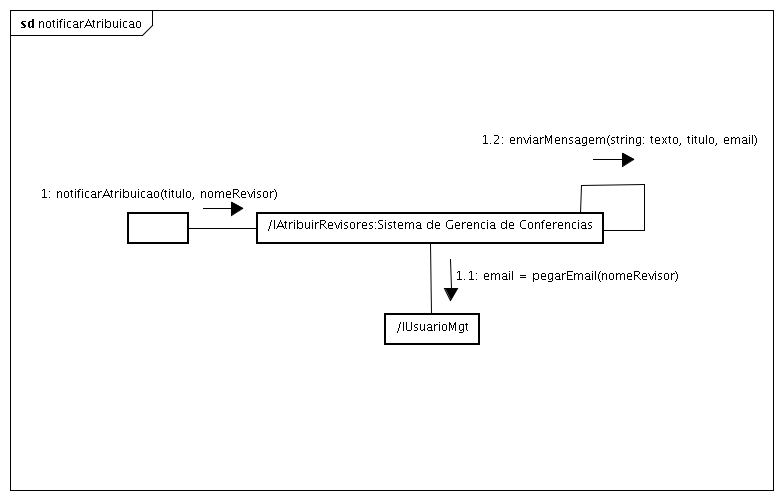 sd notificarAtribuicao
1.2: enviarMensagem(string: texto, titulo, email)
1: notificarAtribuicao(titulo, nomeRevisor)
/IAtribuirRevisores:Sistema de Gerencia de Conferencias
1.1: email = pegarEmail(nomeRevisor)
/IUsuarioMgt